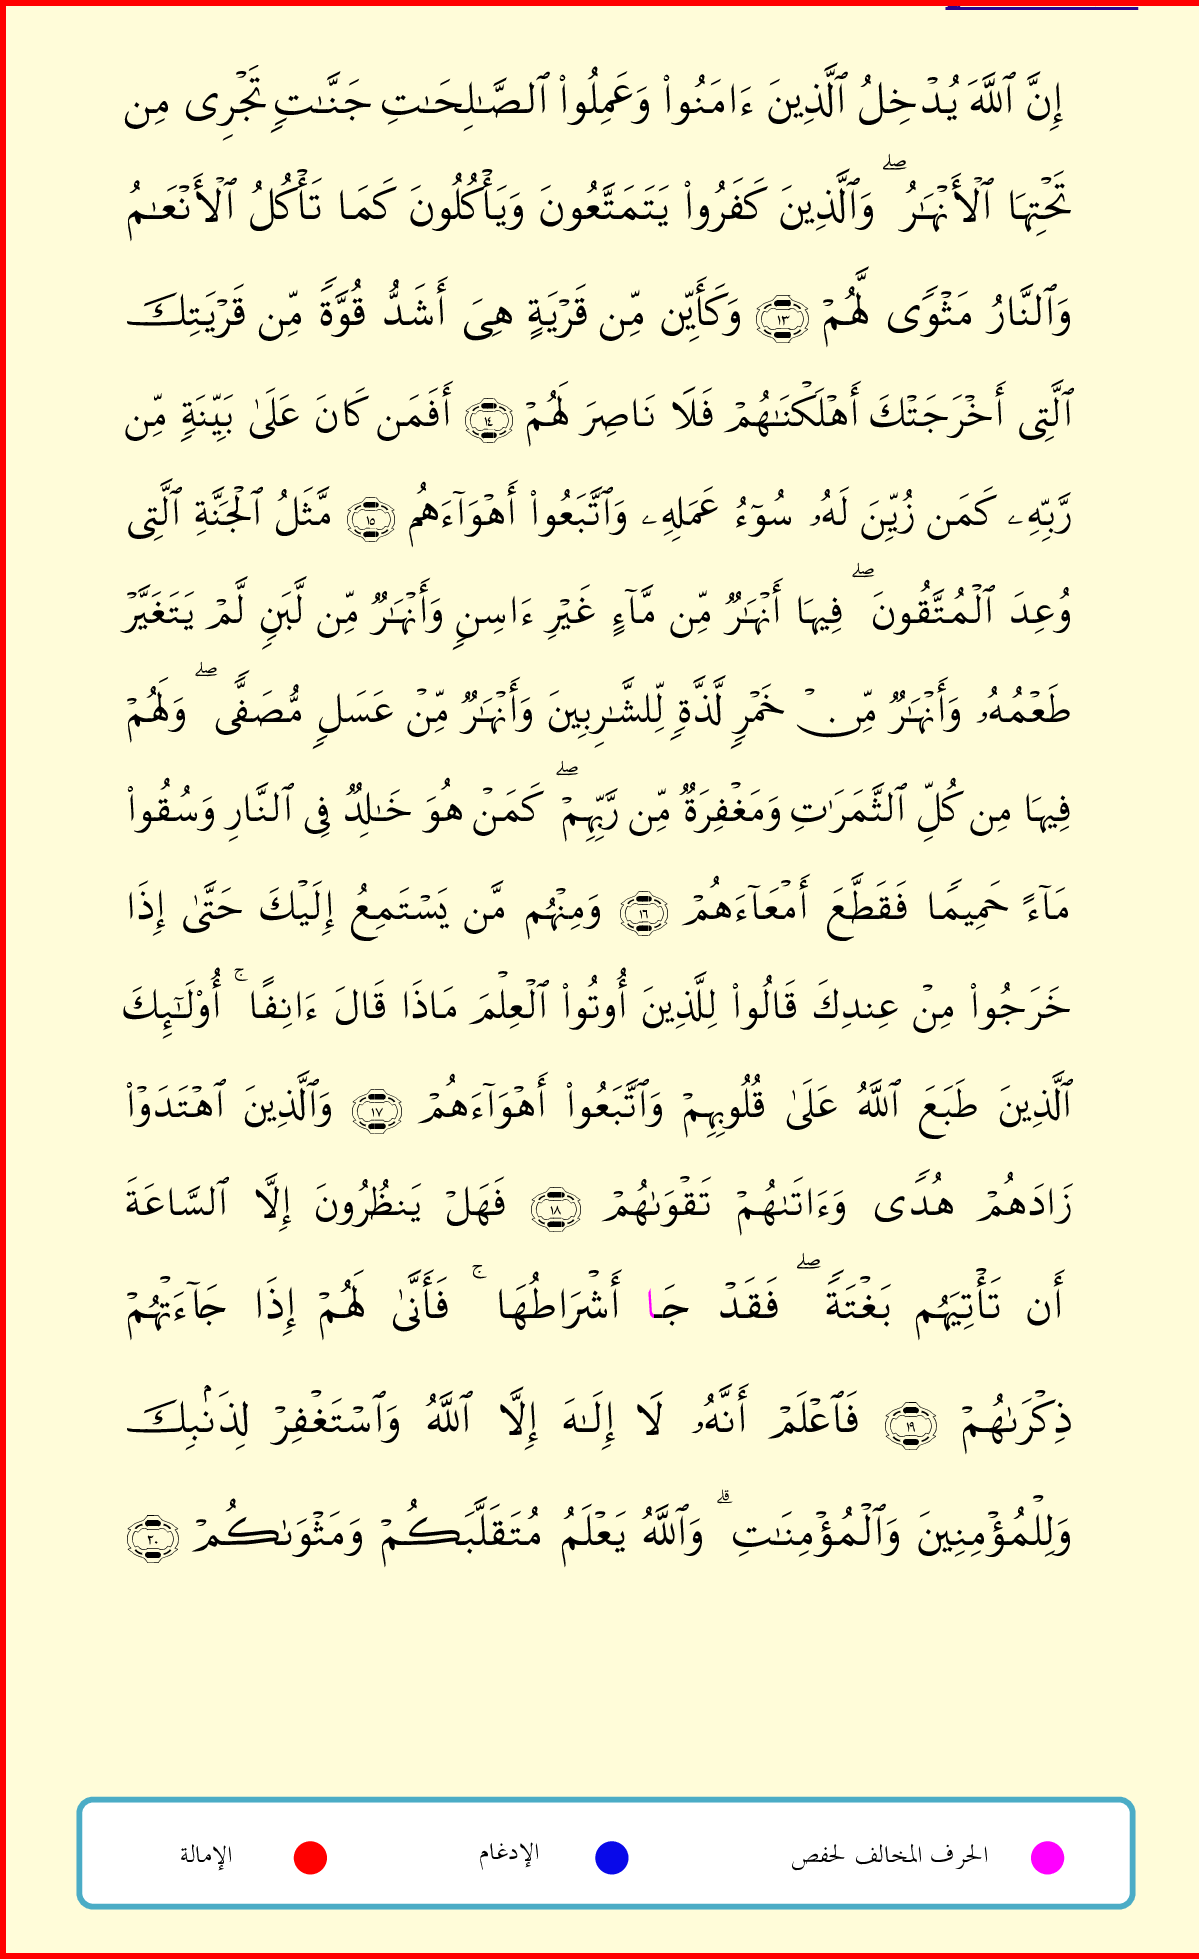 إِنَّ ٱللَّهَ يُدۡخِلُ ٱلَّذِينَ ءَامَنُواْ وَعَمِلُواْ ٱلصَّٰلِحَٰتِ جَنَّٰتٖ تَجۡرِي مِن
تَحۡتِهَا ٱلۡأَنۡهَٰرُۖ وَٱلَّذِينَ كَفَرُواْ يَتَمَتَّعُونَ وَيَأۡكُلُونَ كَمَا تَأۡكُلُ ٱلۡأَنۡعَٰمُ
وَٱلنَّارُ مَثۡوٗى لَّهُمۡ ١٣ وَكَأَيِّن مِّن قَرۡيَةٍ هِيَ أَشَدُّ قُوَّةٗ مِّن قَرۡيَتِكَ
ٱلَّتِيٓ أَخۡرَجَتۡكَ أَهۡلَكۡنَٰهُمۡ فَلَا نَاصِرَ لَهُمۡ ١٤ أَفَمَن كَانَ عَلَىٰ بَيِّنَةٖ مِّن
رَّبِّهِۦ كَمَن زُيِّنَ لَهُۥ سُوٓءُ عَمَلِهِۦ وَٱتَّبَعُوٓاْ أَهۡوَآءَهُم ١٥ مَّثَلُ ٱلۡجَنَّةِ ٱلَّتِي
وُعِدَ ٱلۡمُتَّقُونَۖ فِيهَآ أَنۡهَٰرٞ مِّن مَّآءٍ غَيۡرِ ءَاسِنٖ وَأَنۡهَٰرٞ مِّن لَّبَنٖ لَّمۡ يَتَغَيَّرۡ
طَعۡمُهُۥ وَأَنۡهَٰرٞ مِّنۡ خَمۡرٖ لَّذَّةٖ لِّلشَّٰرِبِينَ وَأَنۡهَٰرٞ مِّنۡ عَسَلٖ مُّصَفّٗىۖ وَلَهُمۡ
فِيهَا مِن كُلِّ ٱلثَّمَرَٰتِ وَمَغۡفِرَةٞ مِّن رَّبِّهِمۡۖ كَمَنۡ هُوَ خَٰلِدٞ فِي ٱلنَّارِ وَسُقُواْ
مَآءً حَمِيمٗا فَقَطَّعَ أَمۡعَآءَهُمۡ ١٦ وَمِنۡهُم مَّن يَسۡتَمِعُ إِلَيۡكَ حَتَّىٰٓ إِذَا
خَرَجُواْ مِنۡ عِندِكَ قَالُواْ لِلَّذِينَ أُوتُواْ ٱلۡعِلۡمَ مَاذَا قَالَ ءَانِفًاۚ أُوْلَٰٓئِكَ
ٱلَّذِينَ طَبَعَ ٱللَّهُ عَلَىٰ قُلُوبِهِمۡ وَٱتَّبَعُوٓاْ أَهۡوَآءَهُمۡ ١٧ وَٱلَّذِينَ ٱهۡتَدَوۡاْ
زَادَهُمۡ هُدٗى وَءَاتَىٰهُمۡ تَقۡوَىٰهُمۡ ١٨ فَهَلۡ يَنظُرُونَ إِلَّا ٱلسَّاعَةَ
أَن تَأۡتِيَهُم بَغۡتَةٗۖ فَقَدۡ جَا أَشۡرَاطُهَاۚ فَأَنَّىٰ لَهُمۡ إِذَا جَآءَتۡهُمۡ
ذِكۡرَىٰهُمۡ ١٩ فَٱعۡلَمۡ أَنَّهُۥ لَآ إِلَٰهَ إِلَّا ٱللَّهُ وَٱسۡتَغۡفِرۡ لِذَنۢبِكَ
وَلِلۡمُؤۡمِنِينَ وَٱلۡمُؤۡمِنَٰتِۗ وَٱللَّهُ يَعۡلَمُ مُتَقَلَّبَكُمۡ وَمَثۡوَىٰكُمۡ ٢٠
الحرف المخالف لحفص الإدغام الإمالة